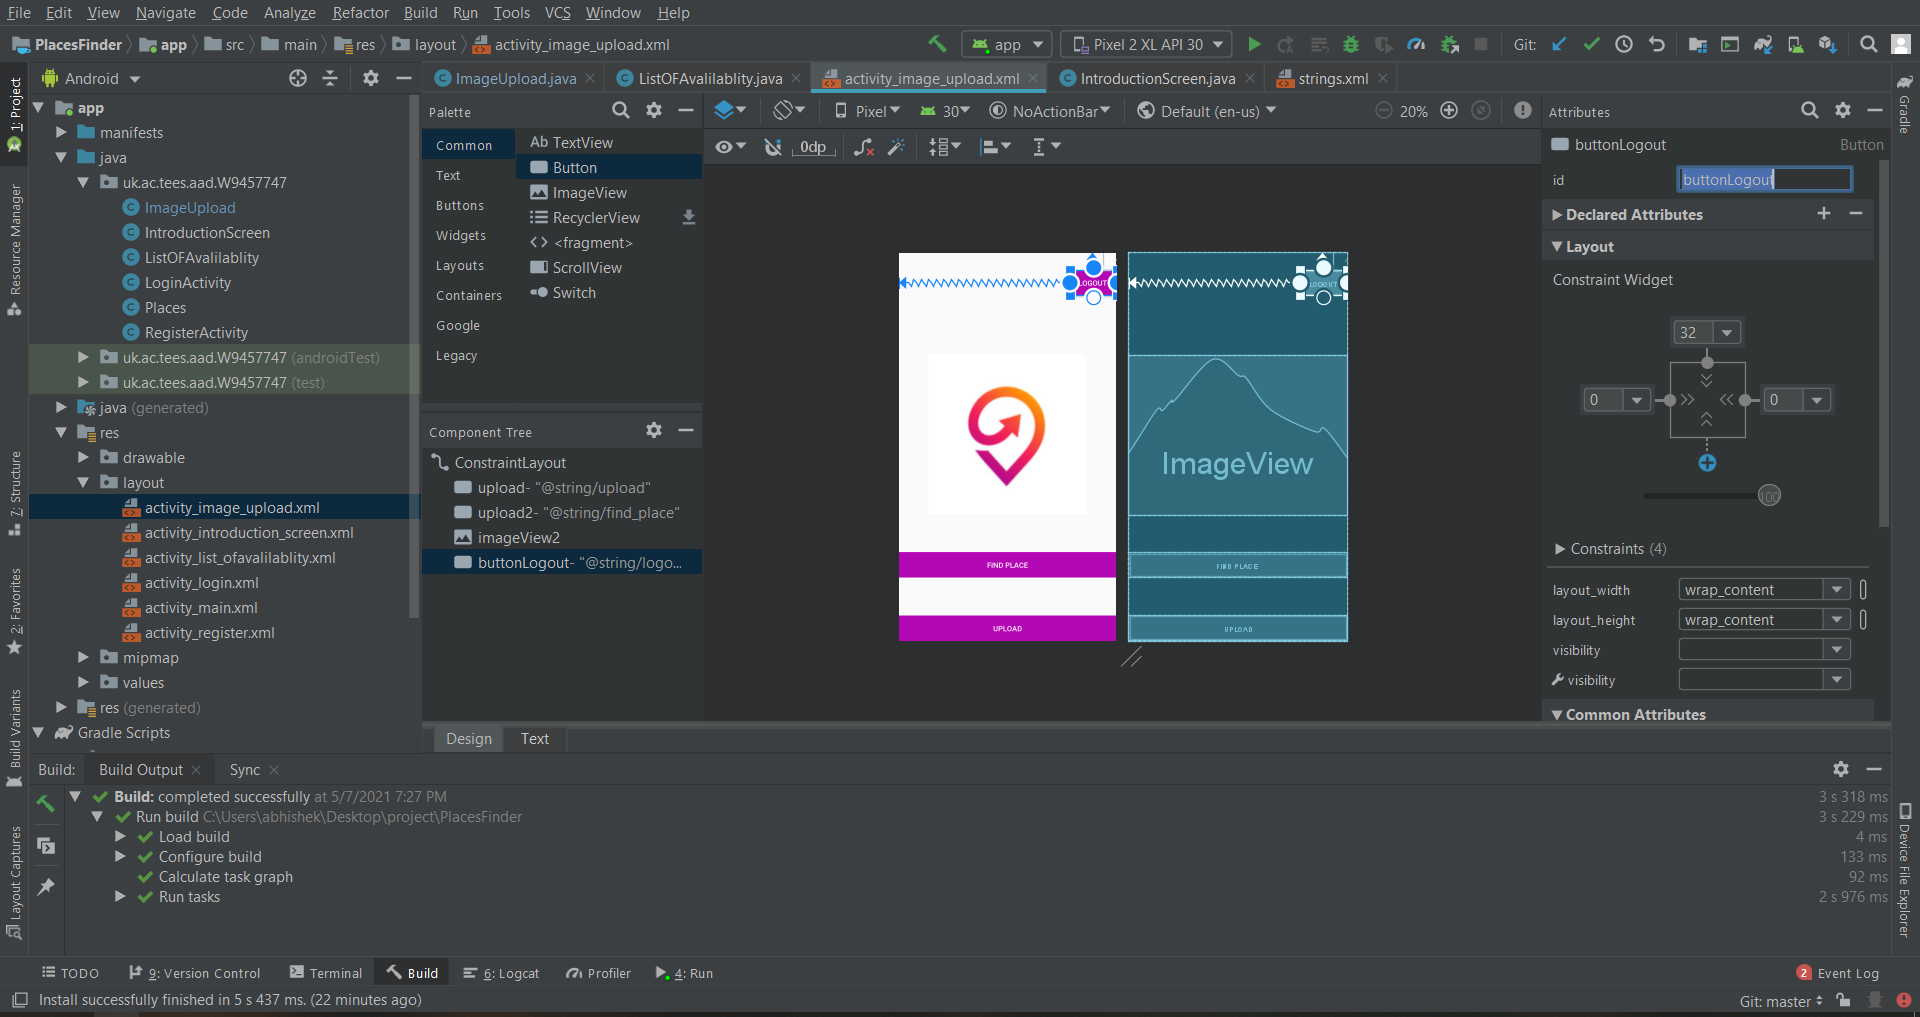 File Edit View Navigate Code Analyze Refactor Build Run Tools VCS Window Help
PlacesFinder app src main res layout activity_image_upload.xml app Pixel 2 XL API 30 Git:
Android
ImageUpload.java ListOFAvalilablity.java activity_image_upload.xml IntroductionScreen.java strings.xml
1: Project
Resource Manager
7: Structure
2: Favorites
Build Variants
Layout Captures
app
manifests
java
uk.ac.tees.aad.W9457747
ImageUpload
IntroductionScreen
ListOFAvalilablity
LoginActivity
Places
RegisterActivity
uk.ac.tees.aad.W9457747 (androidTest)
uk.ac.tees.aad.W9457747 (test)
java (generated)
res
drawable
layout
activity_image_upload.xml
activity_introduction_screen.xml
activity_list_ofavalilablity.xml
activity_login.xml
activity_main.xml
activity_register.xml
mipmap
values
res (generated)
Gradle Scripts
Palette
Common
Text
Buttons
Widgets
Layouts
Containers
Google
Legacy
Ab TextView
Button
ImageView
RecyclerView
<> <fragment>
ScrollView
Switch
Component Tree
ConstraintLayout
upload- "@string/upload"
upload2- "@string/find_place"
imageView2
buttonLogout- "@string/logo...
Pixel 30 NoActionBar Default (en-us) 20%
0dp
LOGOUT
FIND PLACE
UPLOAD
LOGOUT
ImageView
FIND PLACE
UPLOAD
Design Text
Attributes
buttonLogout Button
id buttonLogout
Declared Attributes
Layout
Constraint Widget
32
0 0
100
Constraints (4)
layout_width wrap_content
layout_height wrap_content
visibility
visibility
Common Attributes
Gradle
Device File Explorer
Build: Build Output Sync
Build: completed successfully at 5/7/2021 7:27 PM 3 s 318 ms
Run build C:\Users\abhishek\Desktop\project\PlacesFinder 3 s 229 ms
Load build 4 ms
Configure build 133 ms
Calculate task graph 92 ms
Run tasks 2 s 976 ms
TODO 9: Version Control Terminal Build 6: Logcat Profiler 4: Run 2 Event Log
Install successfully finished in 5 s 437 ms. (22 minutes ago) Git: master